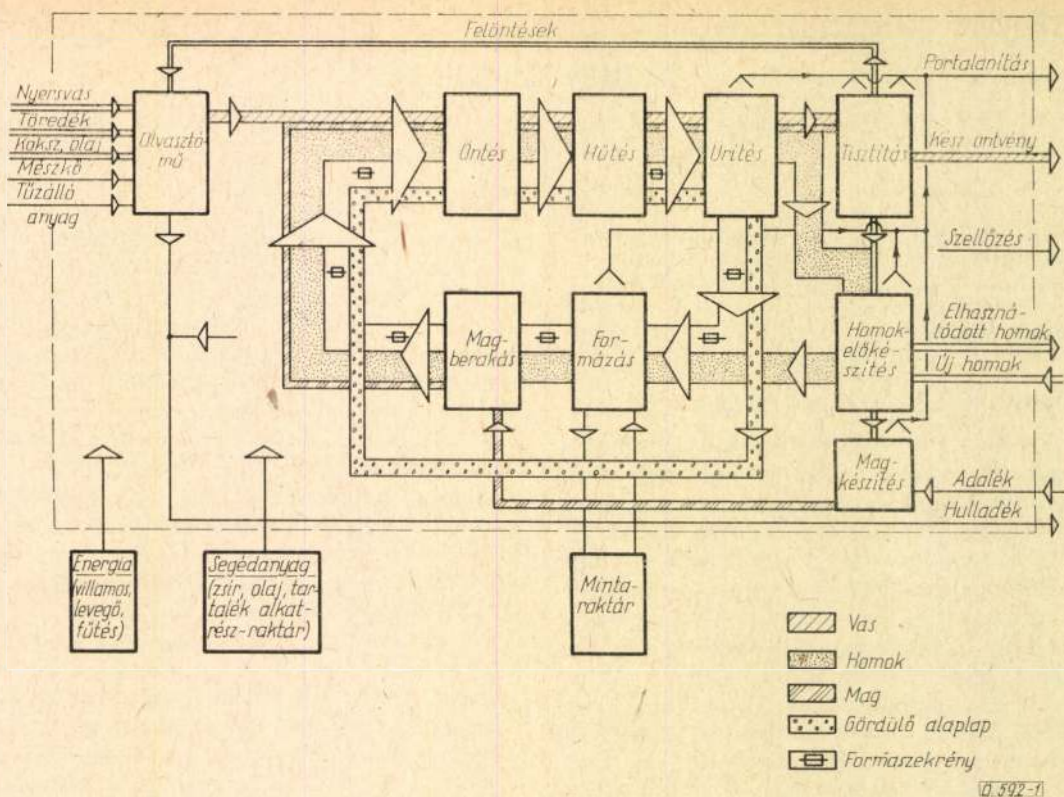 Felöntések
Portalanítás
Nyersvas
Töredék
Koksz, olaj
Mészkő
Tűzálló
anyag
Olvasztó-
mű
Öntés
Hűtés
Ürítés
Tisztítás
Kész öntvény
Szellőzés
Mag-
berakás
For-
mázás
Homok-
előké-
szítés
Elhaszná-
lódott homok
Új homok
Mag-
készítés
Adalék
Hulladék
Energia
(villamos,
levegő,
fűtés)
Segédanyag
(zsír, olaj, tar-
talék alkat-
rész-raktár)
Minta-
raktár
Vas
Homok
Mag
Gördülő alaplap
Formaszekrény
D 592-1